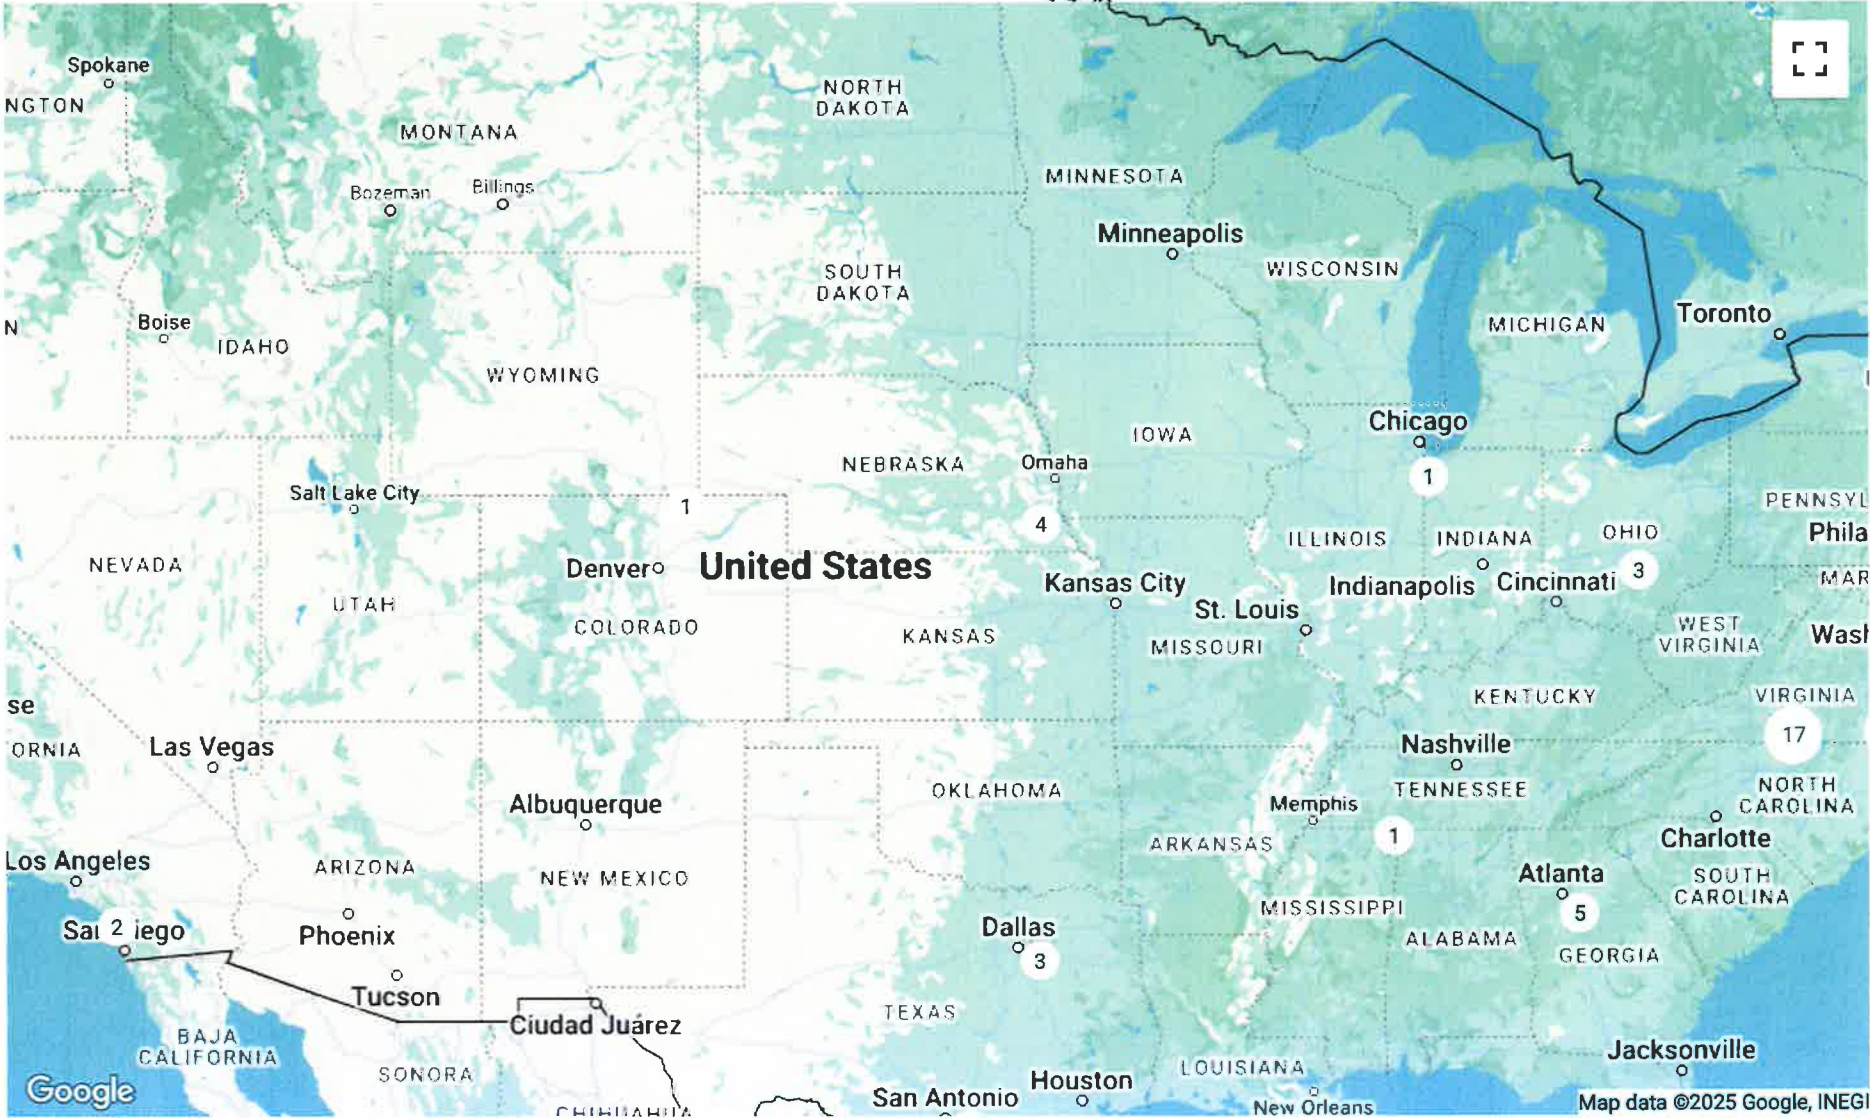 Spokane
NGTON
MONTANA
NORTH
DAKOTA
MINNESOTA
Bozeman
Billings
Minneapolis
WISCONSIN
SOUTH
DAKOTA
MICHIGAN
Toronto
N
Boise
IDAHO
WYOMING
Chicago
IOWA
NEBRASKA
Omaha
1
Salt Lake City
1
4
PENNSYL
ILLINOIS
INDIANA
OHIO
Phila
NEVADA
Denver
United States
Kansas City
Indianapolis
Cincinnati
3
MAR
UTAH
COLORADO
KANSAS
St. Louis
MISSOURI
WEST
VIRGINIA
Wash
se
KENTUCKY
VIRGINIA
ORNIA
Las Vegas
Nashville
17
OKLAHOMA
TENNESSEE
NORTH
CAROLINA
Albuquerque
Memphis
1
Charlotte
ARKANSAS
Los Angeles
ARIZONA
NEW MEXICO
Atlanta
SOUTH
CAROLINA
5
MISSISSIPPI
San 2 iego
Phoenix
Dallas
3
ALABAMA
GEORGIA
Tucson
Ciudad Juárez
TEXAS
BAJA
CALIFORNIA
SONORA
LOUISIANA
Jacksonville
Google
CHIHUAHUA
San Antonio
Houston
New Orleans
Map data ©2025 Google, INEGI